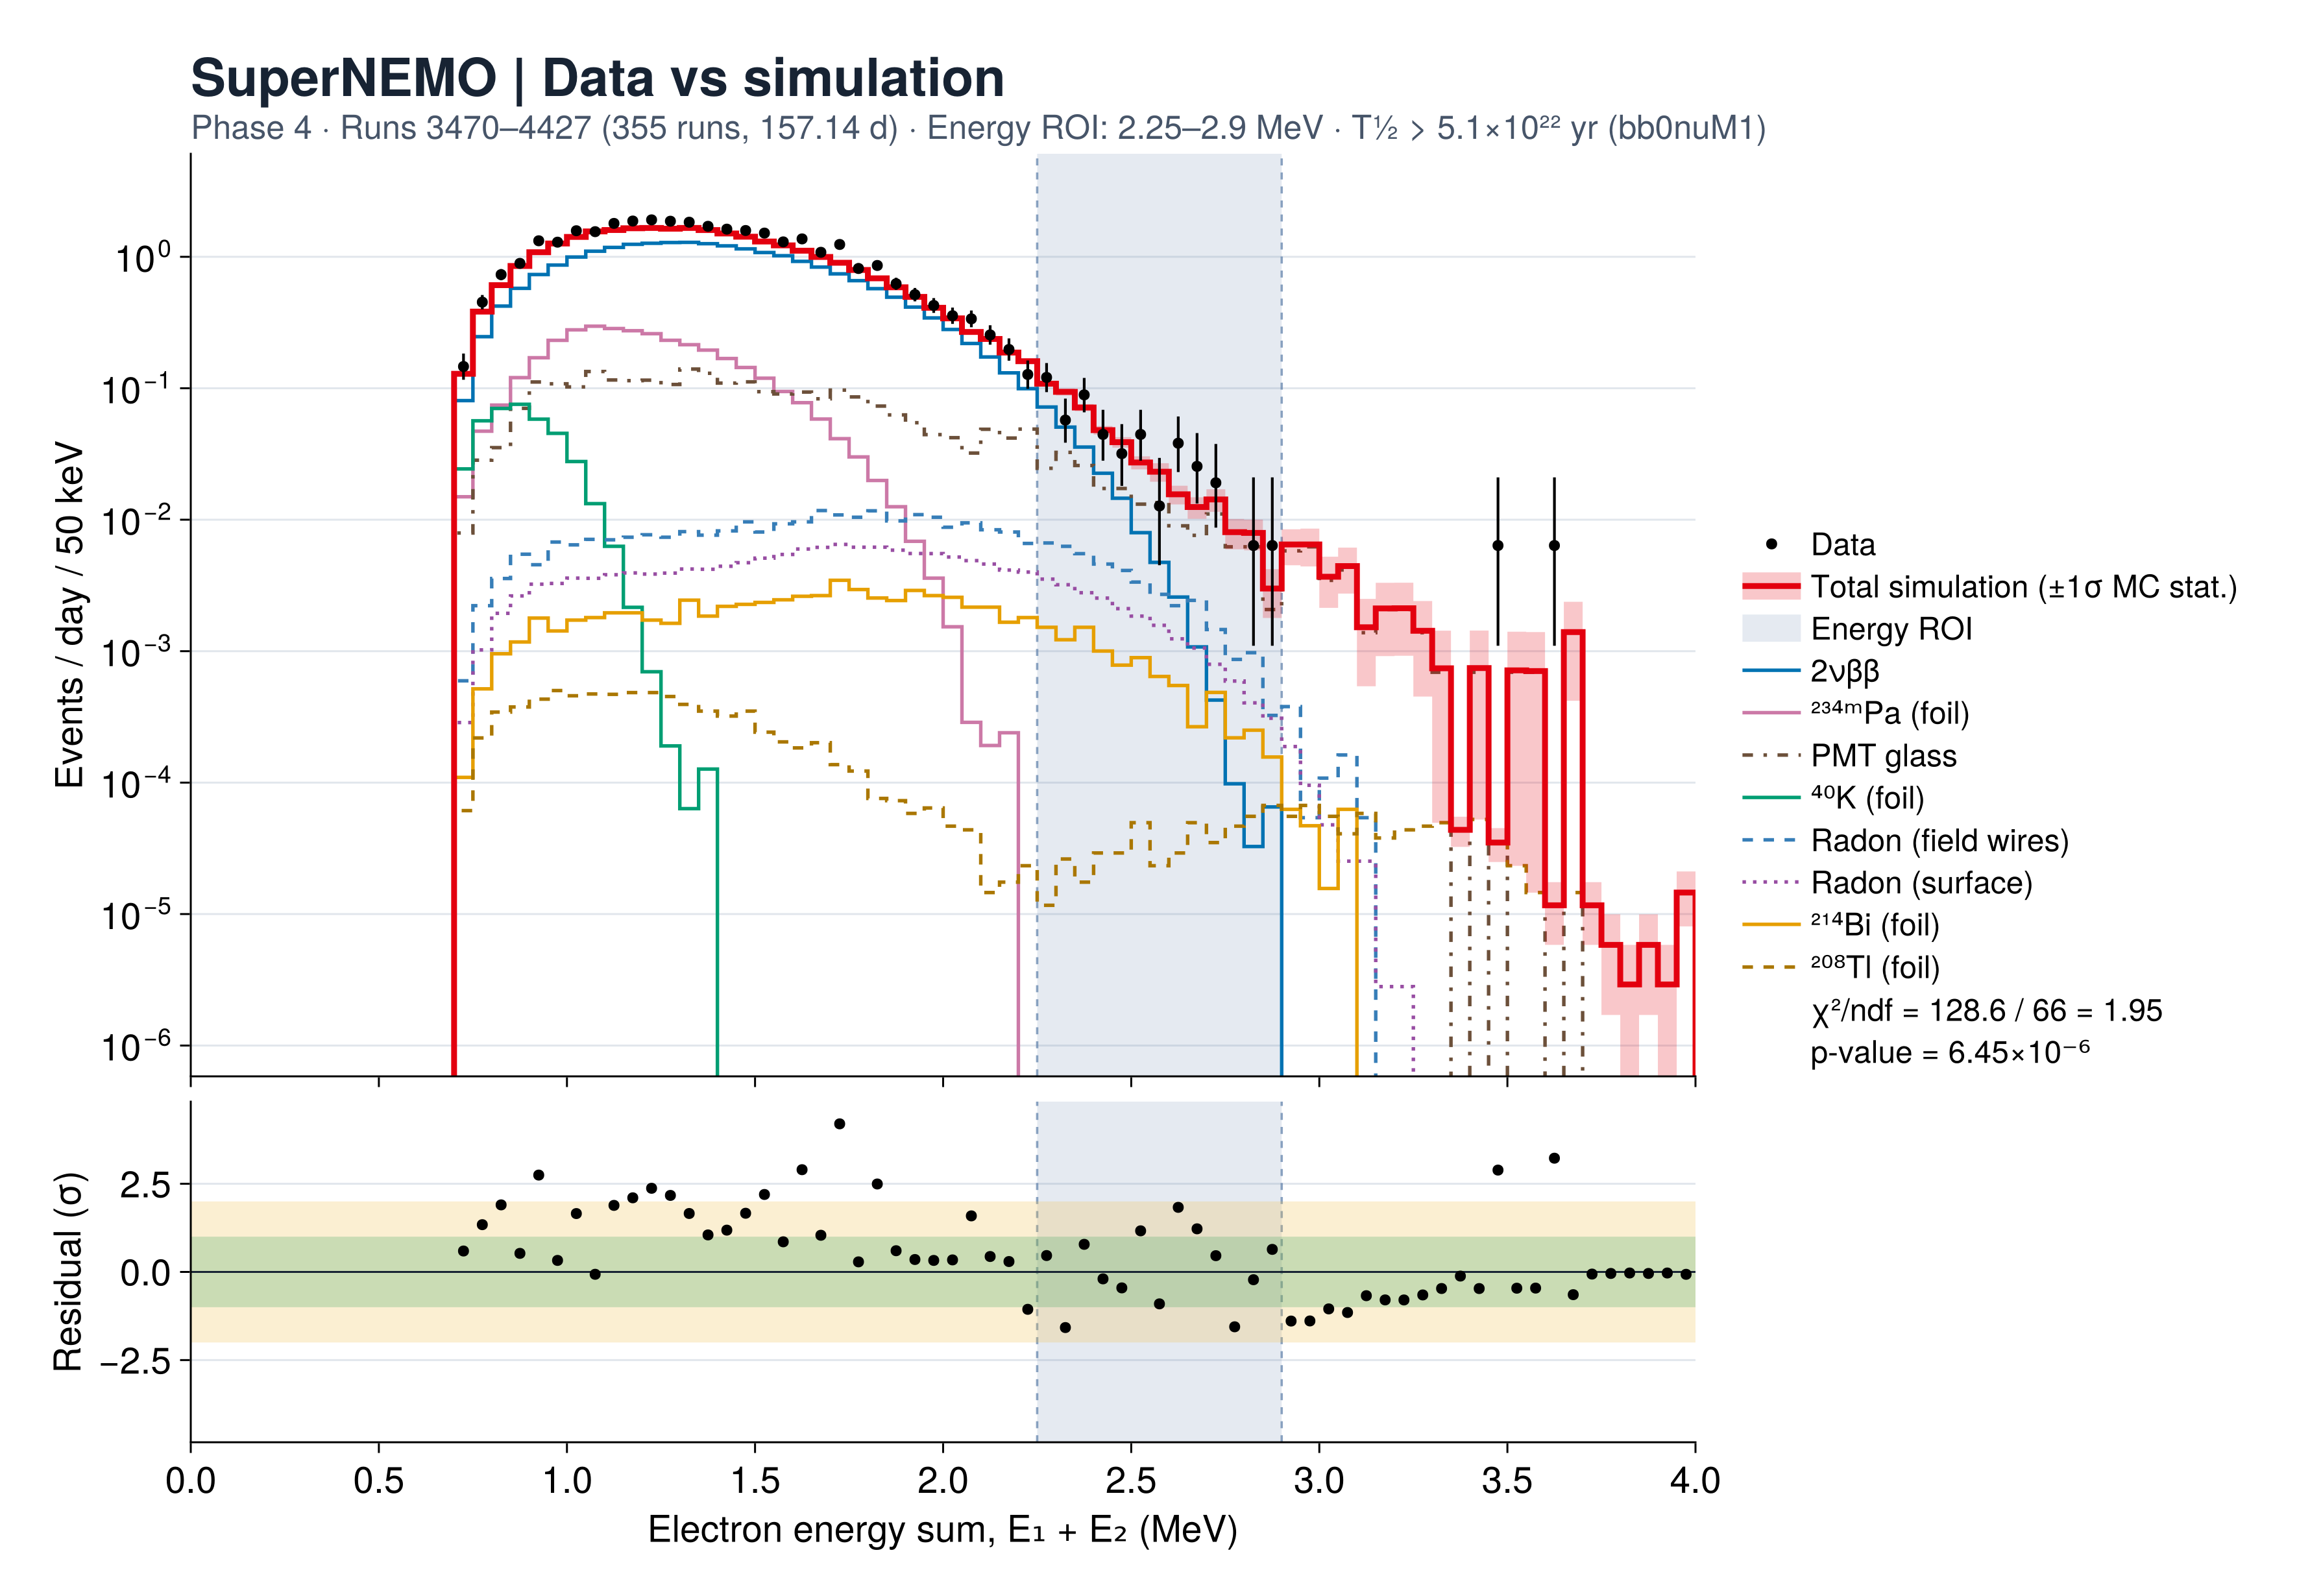 SuperNEMO | Data vs simulation
Phase 4 · Runs 3470–4427 (355 runs, 157.14 d) · Energy ROI: 2.25–2.9 MeV · T½ > 5.1×10²² yr (bb0nuM1)
Events / day / 50 keV
10⁰
10⁻¹
10⁻²
10⁻³
10⁻⁴
10⁻⁵
10⁻⁶
Data
Total simulation (±1σ MC stat.)
Energy ROI
2νββ
²³⁴ᵐPa (foil)
PMT glass
⁴⁰K (foil)
Radon (field wires)
Radon (surface)
²¹⁴Bi (foil)
²⁰⁸Tl (foil)
χ²/ndf = 128.6 / 66 = 1.95
p-value = 6.45×10⁻⁶
Residual (σ)
2.5
0.0
−2.5
0.0 0.5 1.0 1.5 2.0 2.5 3.0 3.5 4.0
Electron energy sum, E₁ + E₂ (MeV)